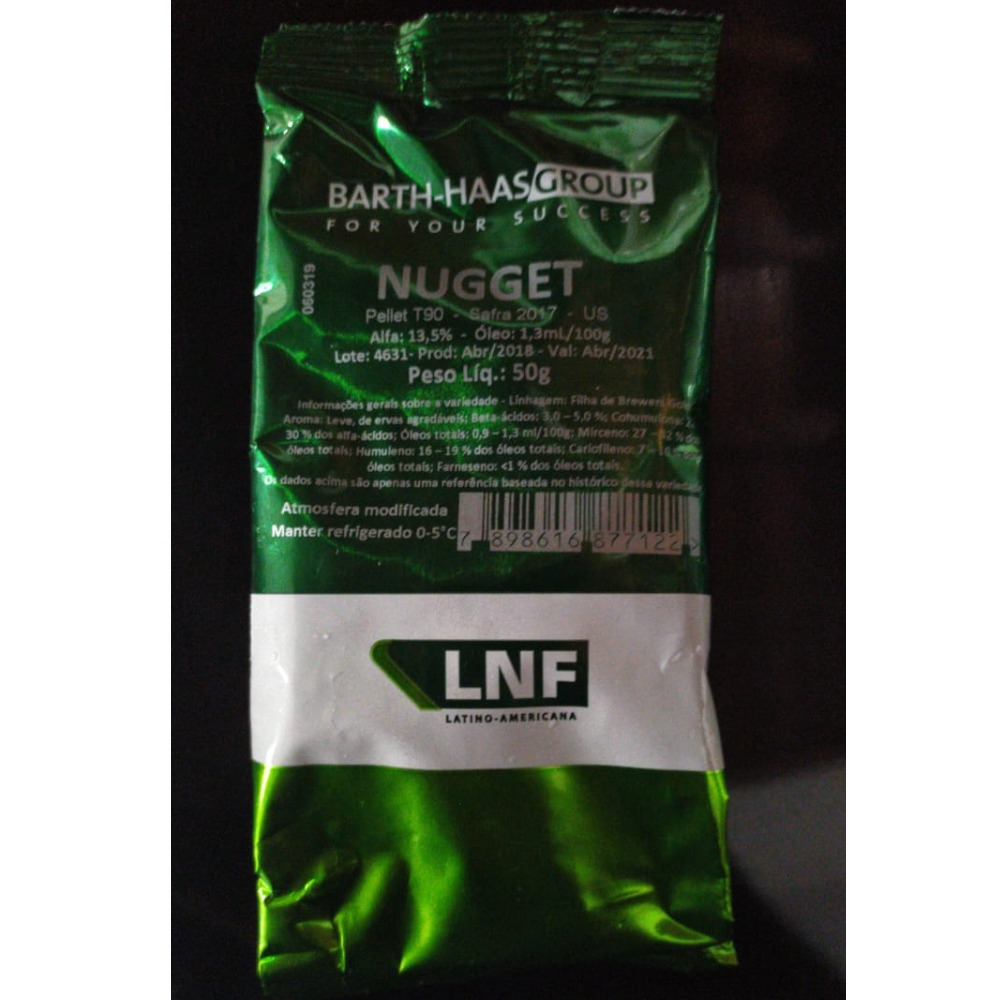 BARTH-HAAS GROUP
FOR YOUR SUCCESS
060319
NUGGET
Pellet T90 - Safra 2017 - US
Alfa: 13,5% - Óleo: 1,3mL/100g
Lote: 4631- Prod: Abr/2018 - Val: Abr/2021
Peso Líq.: 50g
Informações gerais sobre a variedade - Linhagem: Filha de Brewers
Aroma: Leve, de ervas agradáveis; Beta-ácidos: 3,0 – 5,0 %;
30 % dos alfa-ácidos; Óleos totais: 0,9 – 1,3 ml/100g; Mirceno: 27 -
óleos totais; Humuleno: 16 – 19 % dos óleos totais; Cariofileno: 7 –
óleos totais; Farneseno: <1 % dos óleos totais.
Os dados acima são apenas uma referência baseada no histórico dessa
Atmosfera modificada
Manter refrigerado 0-5°C
7 898616 877122 >
LNF
LATINO-AMERICANA